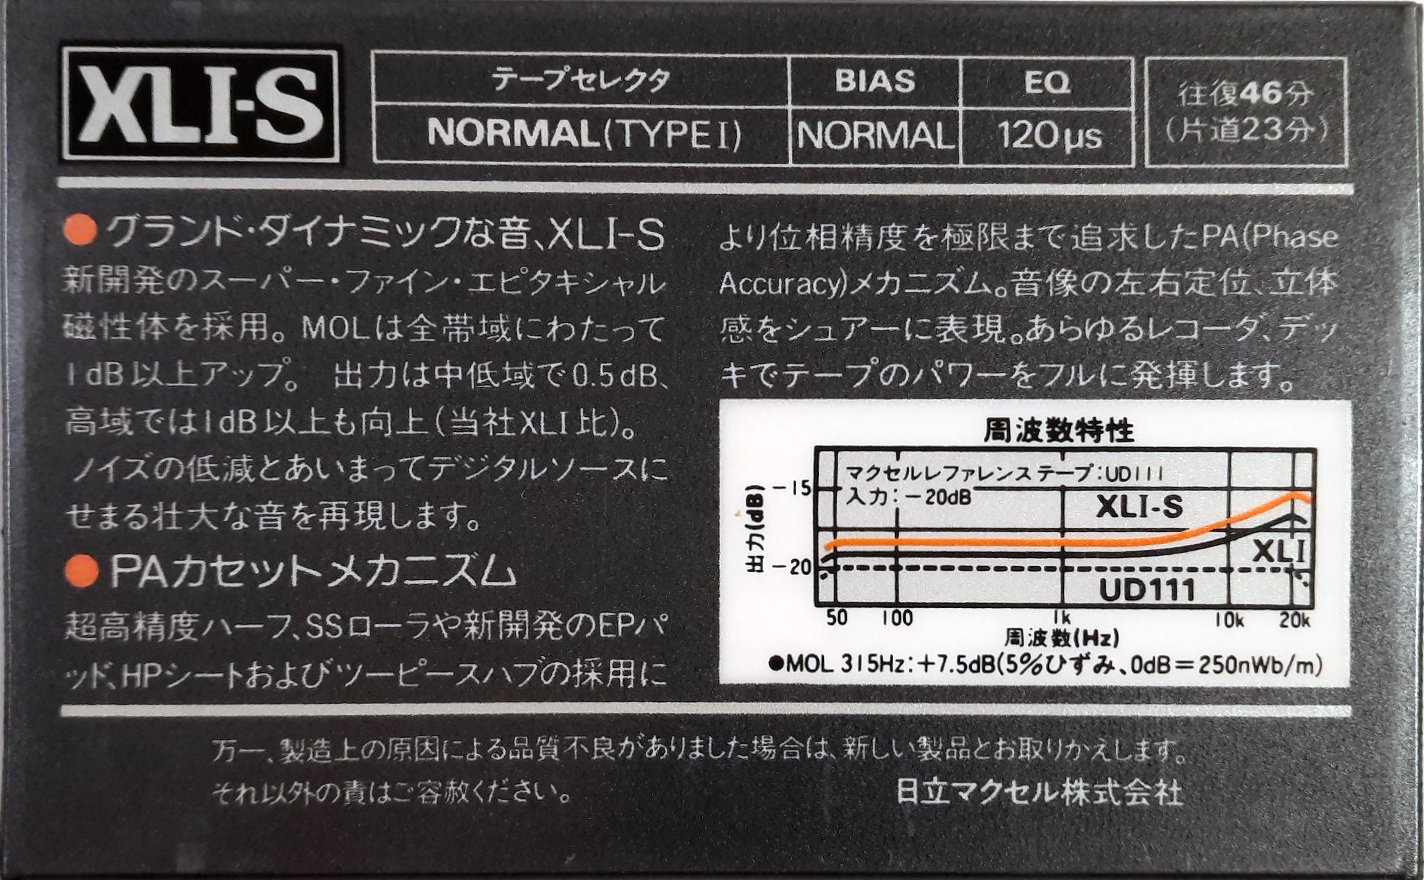 XLI-S
テープセレクタ BIAS EQ
NORMAL(TYPE I) NORMAL 120μs
往復46分
(片道23分)
●グランド・ダイナミックな音、XLI-S
新開発のスーパー・ファイン・エピタキシャル
磁性体を採用。MOLは全帯域にわたって
1dB以上アップ。 出力は中低域で0.5dB、
高域では1dB以上も向上(当社XLI比)。
ノイズの低減とあいまってデジタルソースに
せまる壮大な音を再現します。
●PAカセットメカニズム
超高精度ハーフ、SSローラや新開発のEPパ
ッド、HPシートおよびツーピースハブの採用に
より位相精度を極限まで追求したPA(Phase
Accuracy)メカニズム。音像の左右定位、立体
感をシュアーに表現。あらゆるレコーダ、デッ
キでテープのパワーをフルに発揮します。
周波数特性
マクセルレファレンステープ:UD111
入力:−20dB
XLI-S
XLI
UD111
出力(dB)
−15
−20
50 100 1k 10k 20k
周波数(Hz)
●MOL 315Hz:+7.5dB(5%ひずみ、0dB=250nWb/m)
万一、製造上の原因による品質不良がありました場合は、新しい製品とお取りかえします。
それ以外の責はご容赦ください。
日立マクセル株式会社